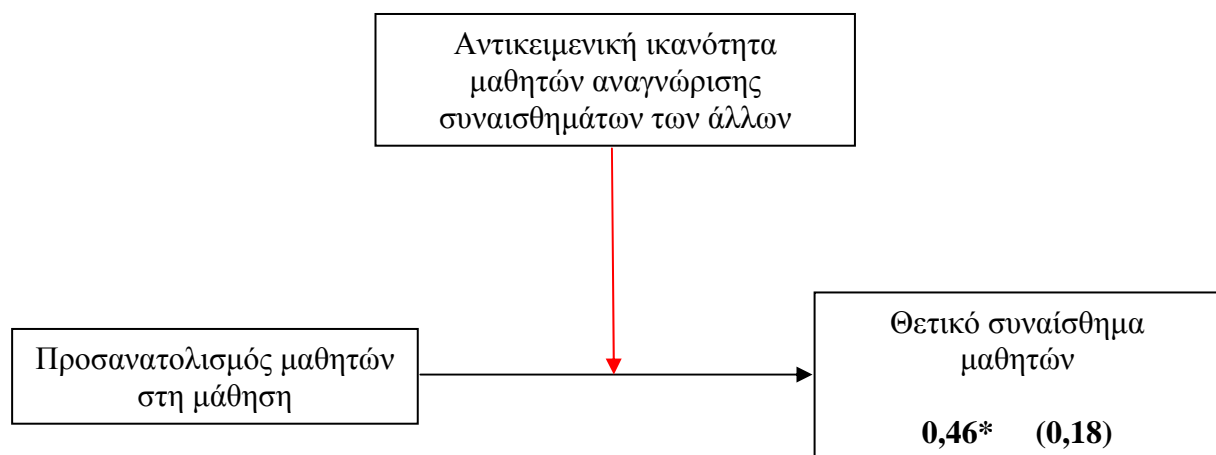 Αντικειμενική ικανότητα
μαθητών αναγνώρισης
συναισθημάτων των άλλων
Προσανατολισμός μαθητών
στη μάθηση
Θετικό συναίσθημα
μαθητών
0,46* (0,18)